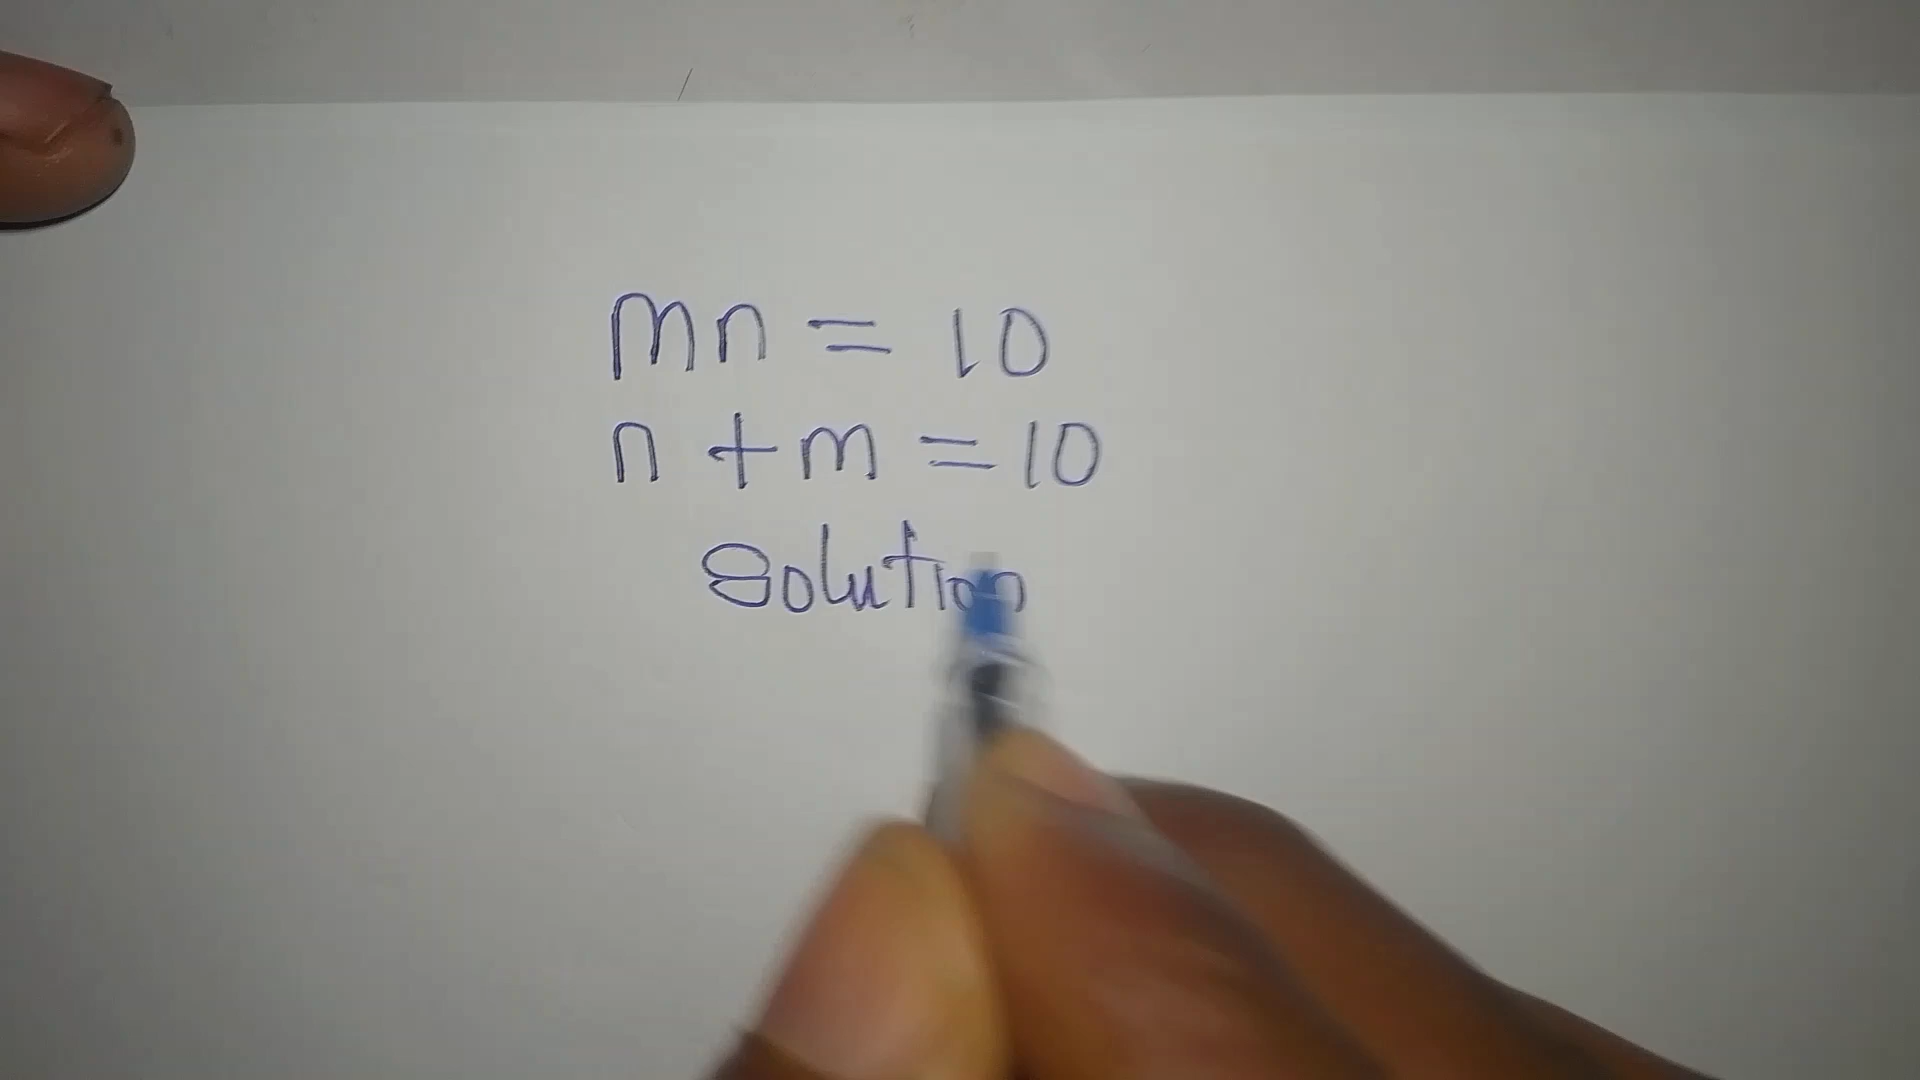 mn = 10
n + m = 10
solution